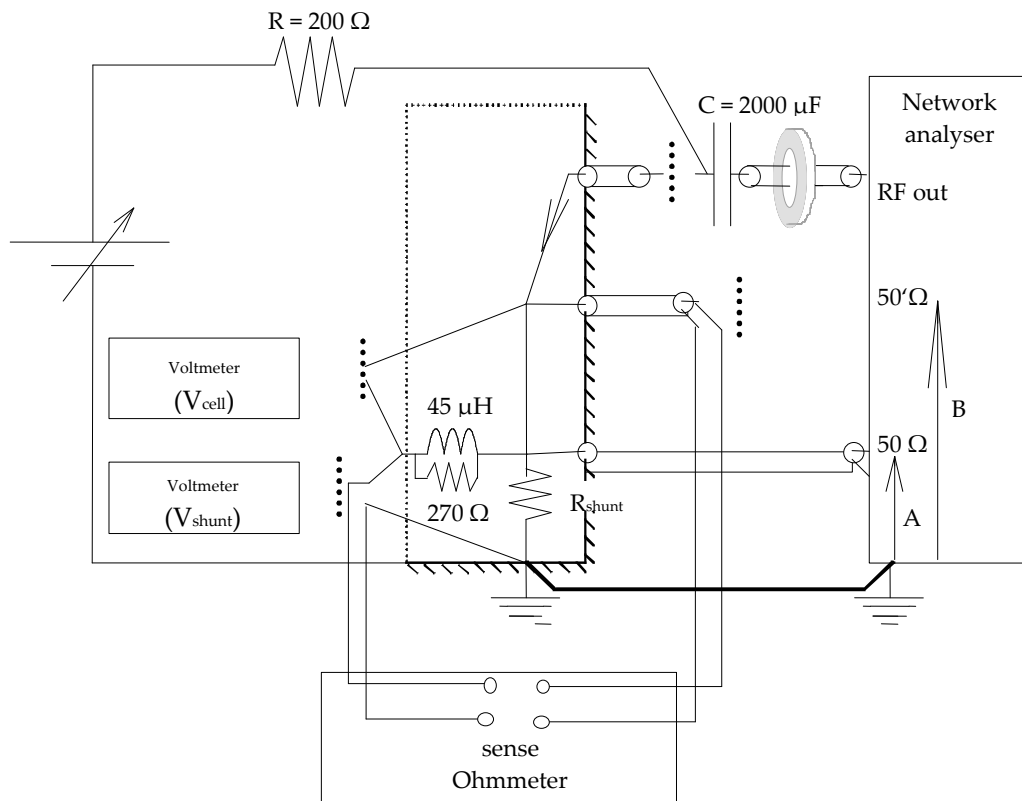 R = 200 Ω
C = 2000 µF
Network
analyser
RF out
50‘Ω
B
50 Ω
A
Voltmeter
(Vcell)
Voltmeter
(Vshunt)
45 µH
270 Ω
Rshunt
sense
Ohmmeter